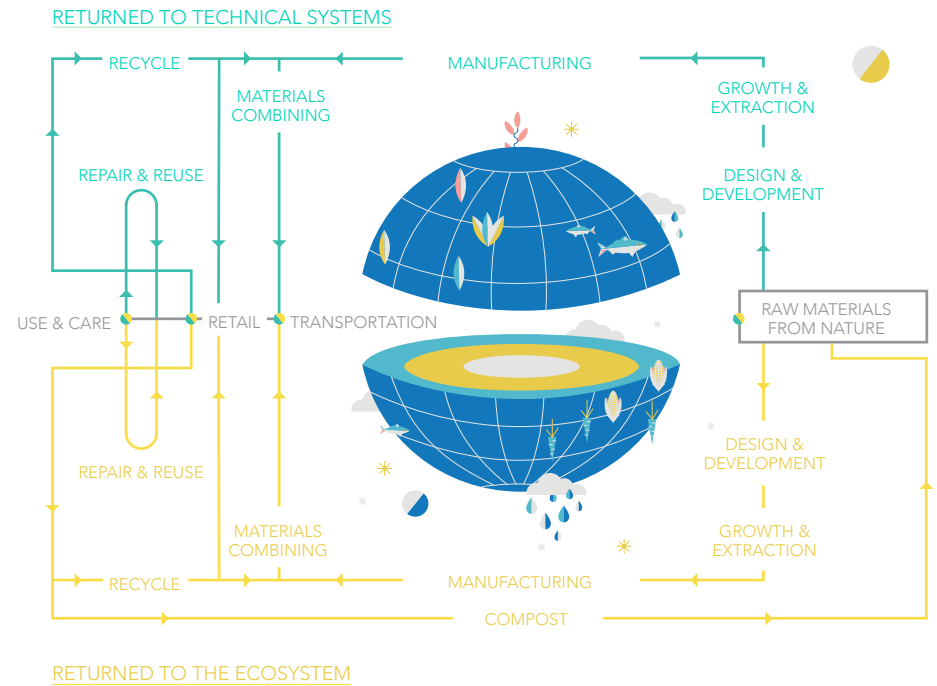 RETURNED TO TECHNICAL SYSTEMS
RECYCLE
MANUFACTURING
GROWTH &
EXTRACTION
MATERIALS
COMBINING
REPAIR & REUSE
DESIGN &
DEVELOPMENT
USE & CARE
RETAIL
TRANSPORTATION
RAW MATERIALS
FROM NATURE
DESIGN &
DEVELOPMENT
REPAIR & REUSE
MATERIALS
COMBINING
GROWTH &
EXTRACTION
RECYCLE
MANUFACTURING
COMPOST
RETURNED TO THE ECOSYSTEM